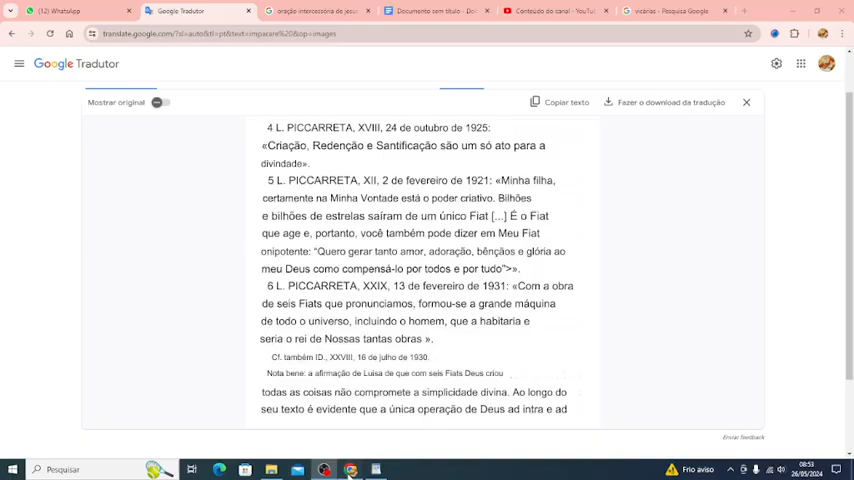 (12) WhatsApp
Google Tradutor
oração intercessória de jesu
Documento sem título - Do
Conteúdo do canal - YouTu
vicárias - Pesquisa Google
translate.google.com/?sl=auto&tl=pt&text=imparare%20&op=images
Google Tradutor
Mostrar original
Copiar texto
Fazer o download da tradução
4 L. PICCARRETA, XVIII, 24 de outubro de 1925:
«Criação, Redenção e Santificação são um só ato para a
divindade».
5 L. PICCARRETA, XII, 2 de fevereiro de 1921: «Minha filha,
certamente na Minha Vontade está o poder criativo. Bilhões
e bilhões de estrelas saíram de um único Fiat [...] É o Fiat
que age e, portanto, você também pode dizer em Meu Fiat
onipotente: “Quero gerar tanto amor, adoração, bênçãos e glória ao
meu Deus como compensá-lo por todos e por tudo">».
6 L. PICCARRETA, XXIX, 13 de fevereiro de 1931: «Com a obra
de seis Fiats que pronunciamos, formou-se a grande máquina
de todo o universo, incluindo o homem, que a habitaria e
seria o rei de Nossas tantas obras ».
Cf. também ID., XXVIII, 16 de julho de 1930.
Nota bene: a afirmação de Luisa de que com seis Fiats Deus criou
todas as coisas não compromete a simplicidade divina. Ao longo do
seu texto é evidente que a única operação de Deus ad intra e ad
Enviar feedback
Pesquisar
Frio aviso
08:53
26/05/2024